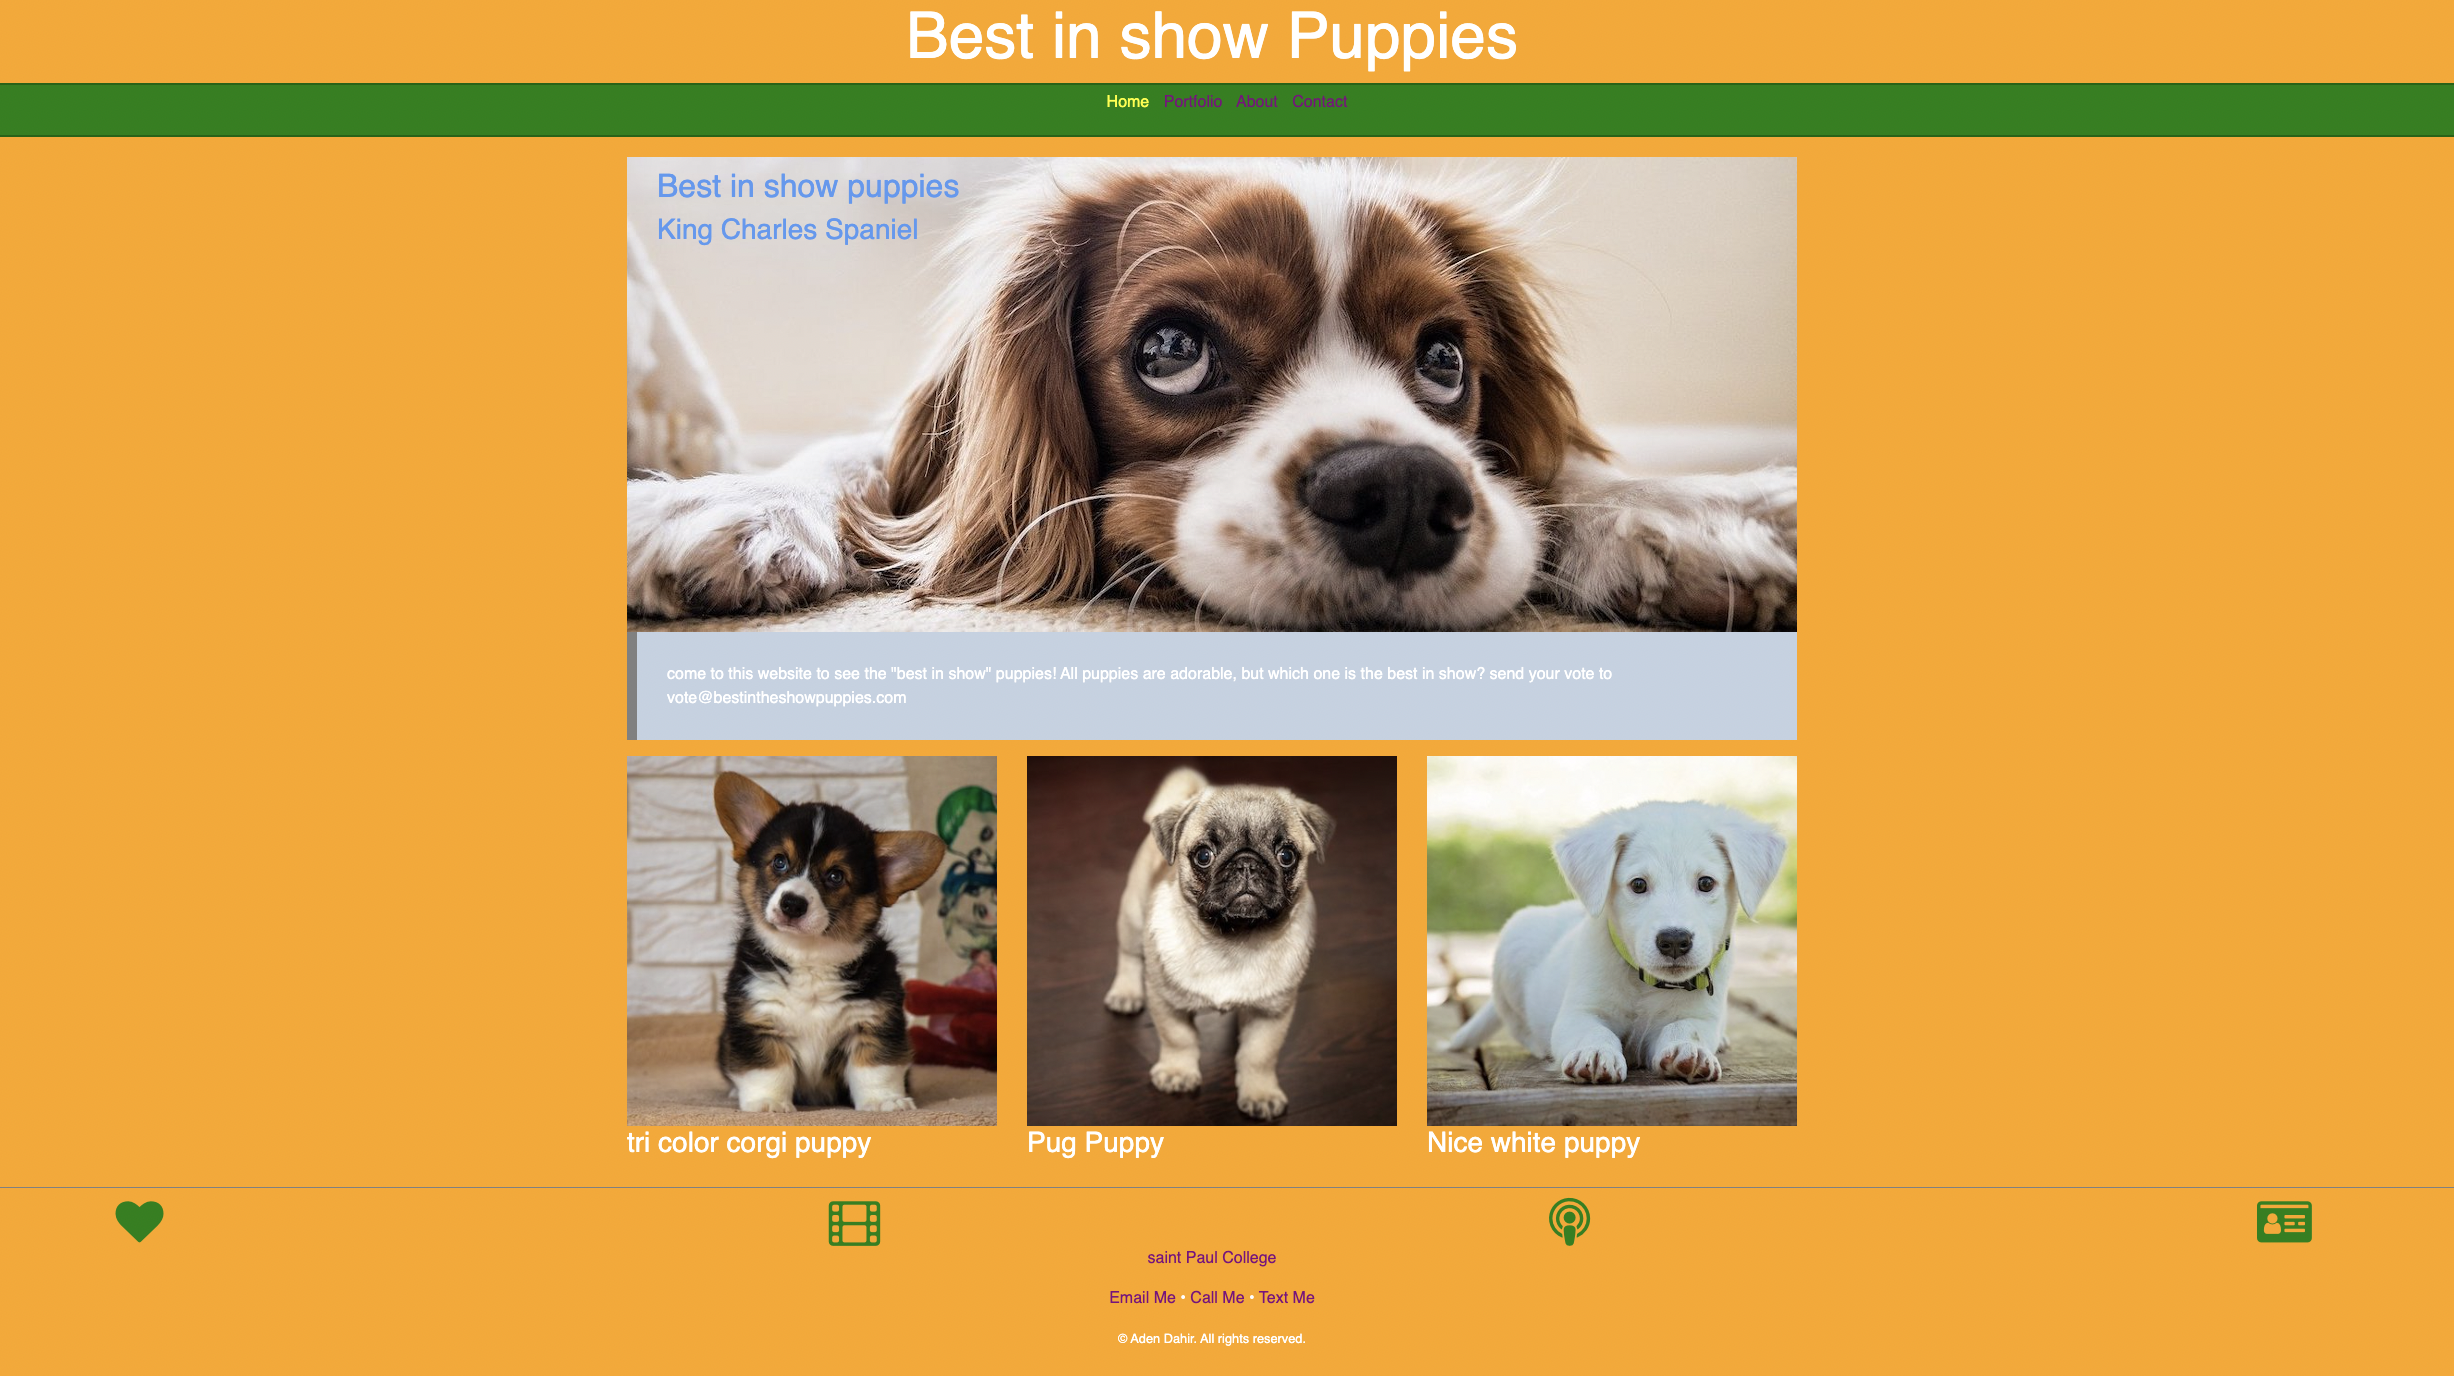 Best in show Puppies
Home Portfolio About Contact
Best in show puppies
King Charles Spaniel
come to this website to see the "best in show" puppies! All puppies are adorable, but which one is the best in show? send your vote to
vote@bestintheshowpuppies.com
tri color corgi puppy
Pug Puppy
Nice white puppy
saint Paul College
Email Me • Call Me • Text Me
© Aden Dahir. All rights reserved.